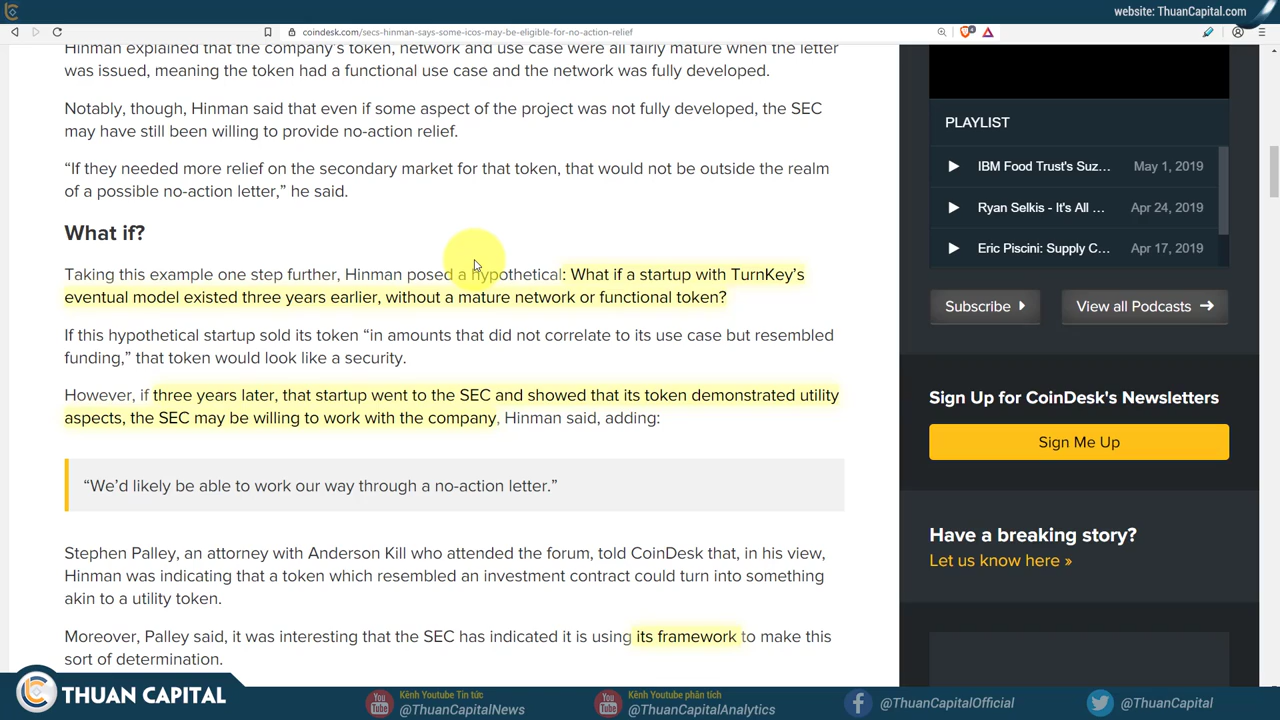 website: ThuanCapital.com
coindesk.com/secs-hinman-says-some-icos-may-be-eligible-for-no-action-relief
Hinman explained that the company's token, network and use case were all fairly mature when the letter
was issued, meaning the token had a functional use case and the network was fully developed.
Notably, though, Hinman said that even if some aspect of the project was not fully developed, the SEC
may have still been willing to provide no-action relief.
“If they needed more relief on the secondary market for that token, that would not be outside the realm
of a possible no-action letter,” he said.
What if?
Taking this example one step further, Hinman posed a hypothetical: What if a startup with TurnKey’s
eventual model existed three years earlier, without a mature network or functional token?
If this hypothetical startup sold its token “in amounts that did not correlate to its use case but resembled
funding,” that token would look like a security.
However, if three years later, that startup went to the SEC and showed that its token demonstrated utility
aspects, the SEC may be willing to work with the company, Hinman said, adding:
“We’d likely be able to work our way through a no-action letter.”
Stephen Palley, an attorney with Anderson Kill who attended the forum, told CoinDesk that, in his view,
Hinman was indicating that a token which resembled an investment contract could turn into something
akin to a utility token.
Moreover, Palley said, it was interesting that the SEC has indicated it is using its framework to make this
sort of determination.
PLAYLIST
IBM Food Trust's Suz... May 1, 2019
Ryan Selkis - It's All ... Apr 24, 2019
Eric Piscini: Supply C... Apr 17, 2019
Subscribe View all Podcasts
Sign Up for CoinDesk's Newsletters
Sign Me Up
Have a breaking story?
Let us know here »
THUAN CAPITAL
Kênh Youtube Tin tức:
@ThuanCapitalNews
Kênh Youtube phân tích
@ThuanCapitalAnalytics
@ThuanCapitalOfficial
@ThuanCapital